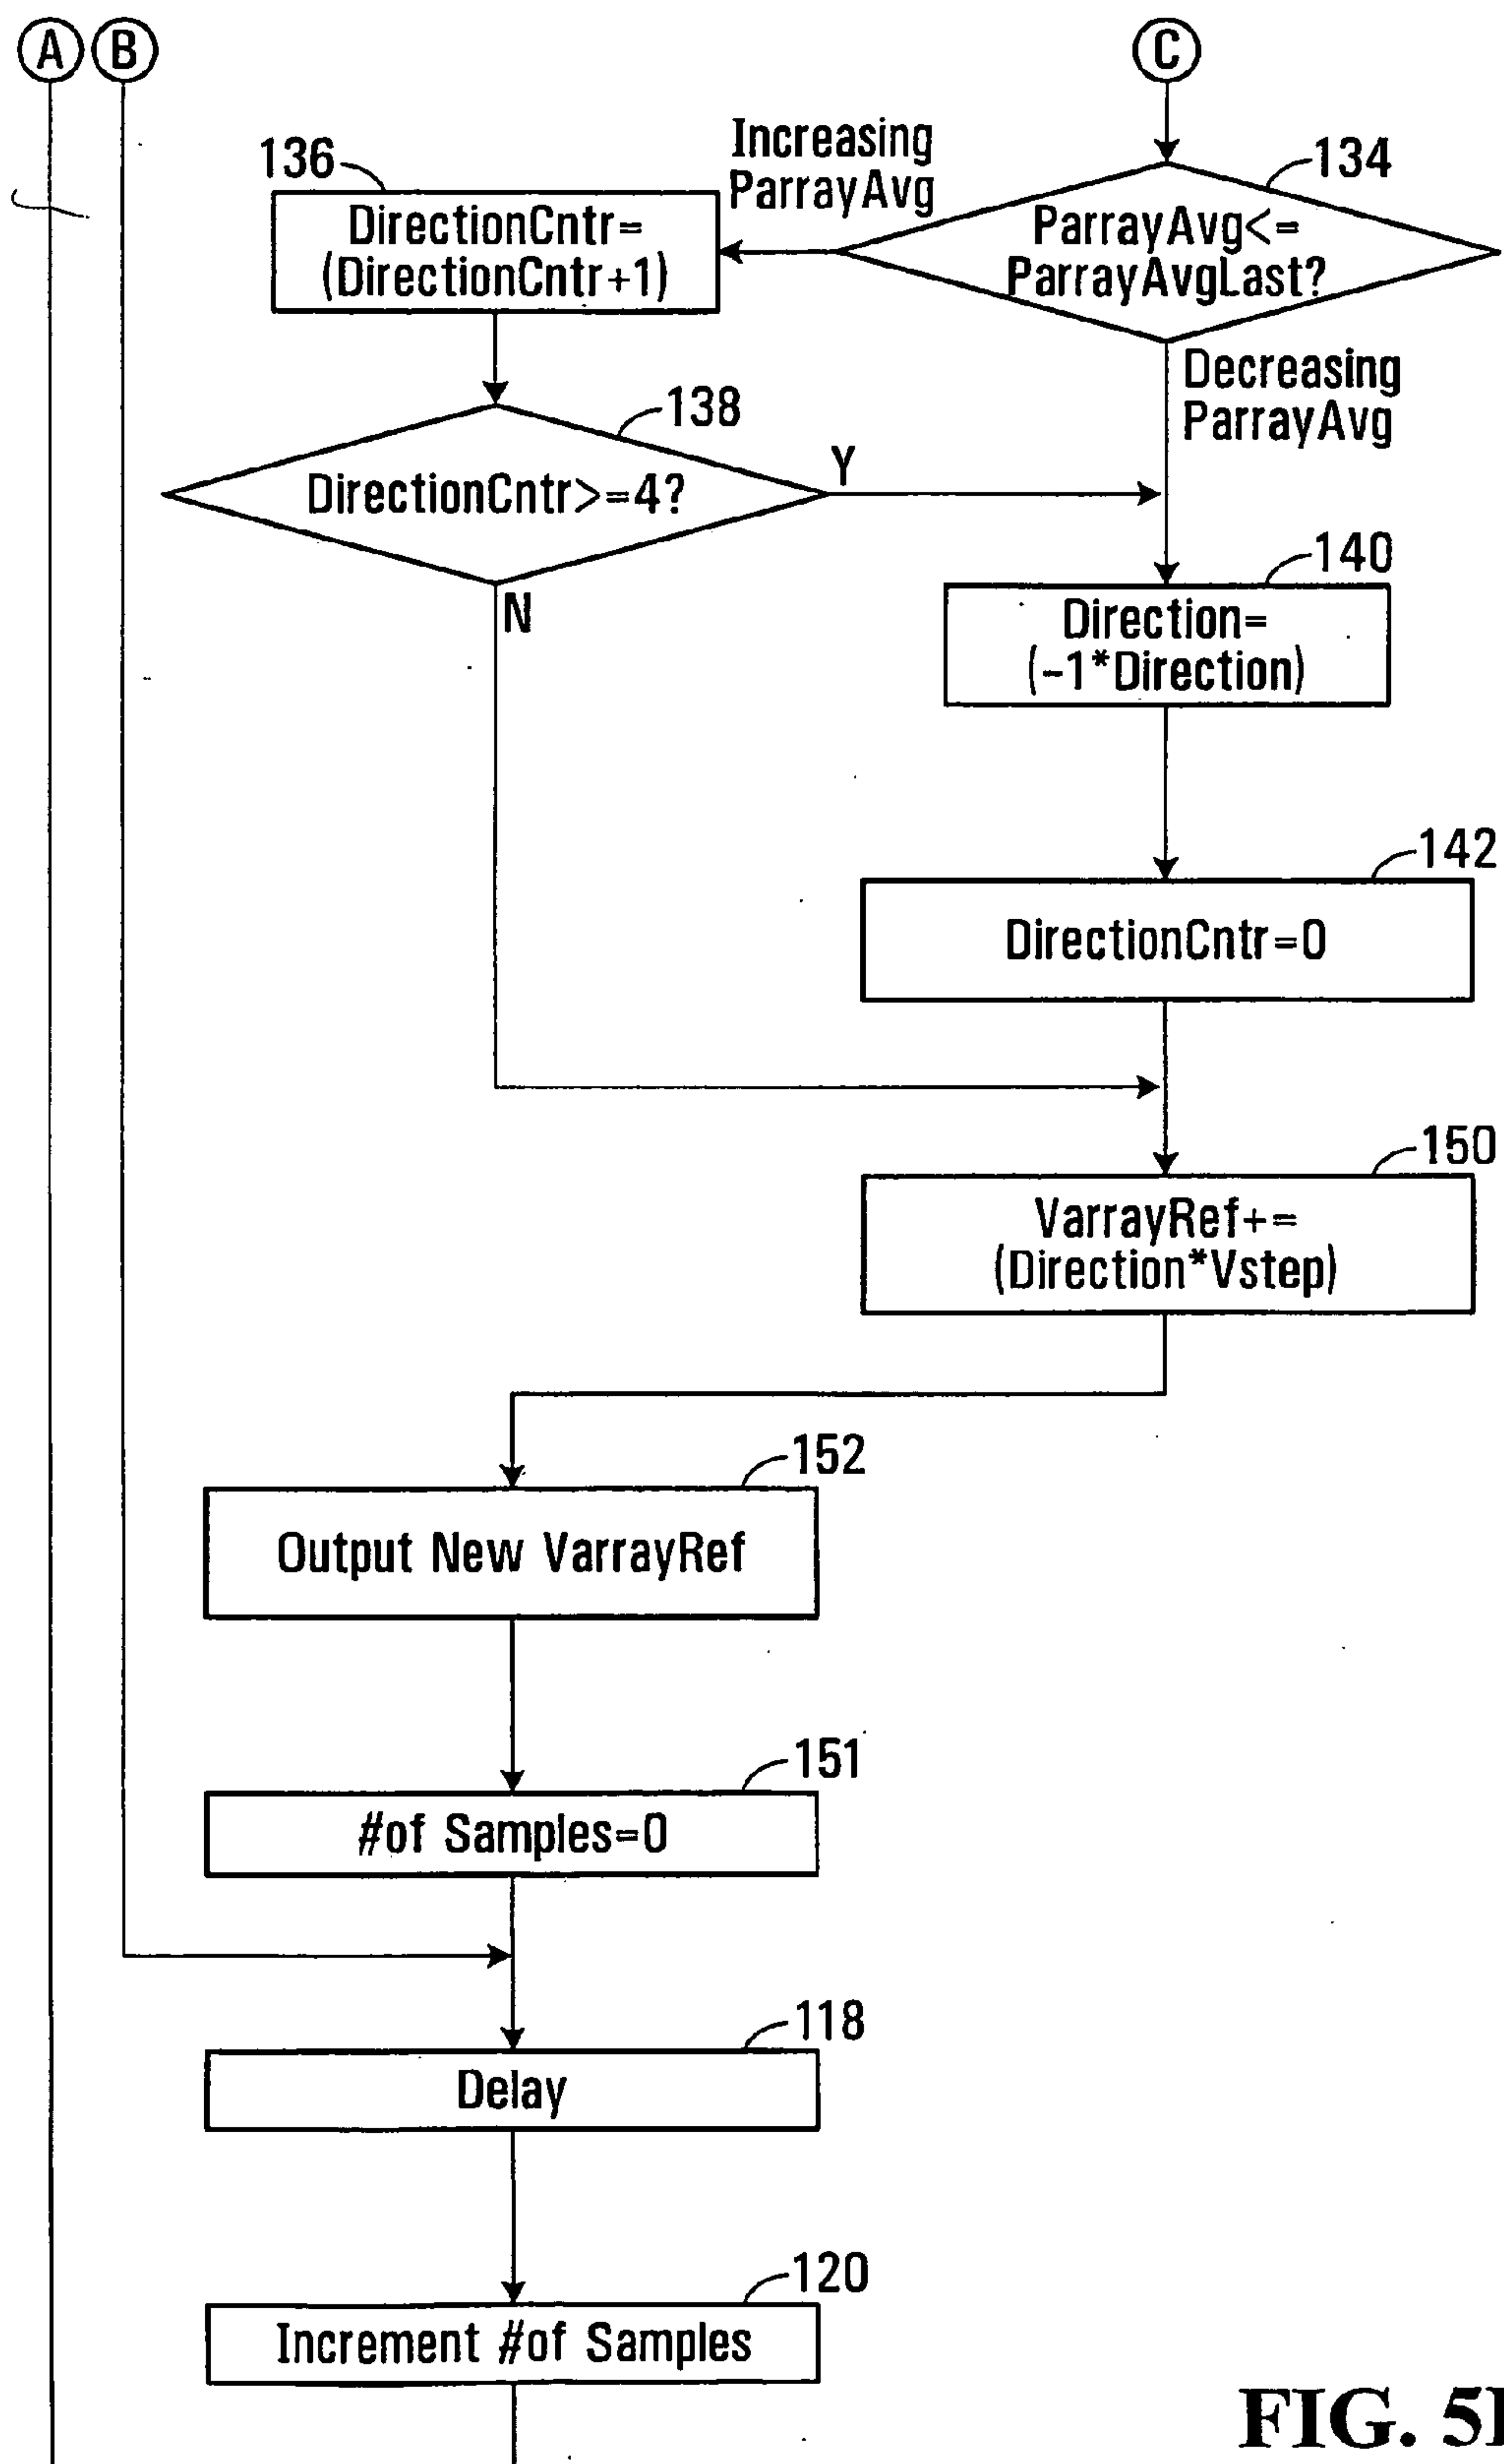 A B C
136
Increasing
ParrayAvg
134
DirectionCntr=
(DirectionCntr+1)
ParrayAvg<=
ParrayAvgLast?
Decreasing
ParrayAvg
138
DirectionCntr>=4?
Y
N
140
Direction=
(-1*Direction)
142
DirectionCntr=0
150
VarrayRef+=
(Direction*Vstep)
152
Output New VarrayRef
151
#of Samples=0
118
Delay
120
Increment #of Samples
FIG.